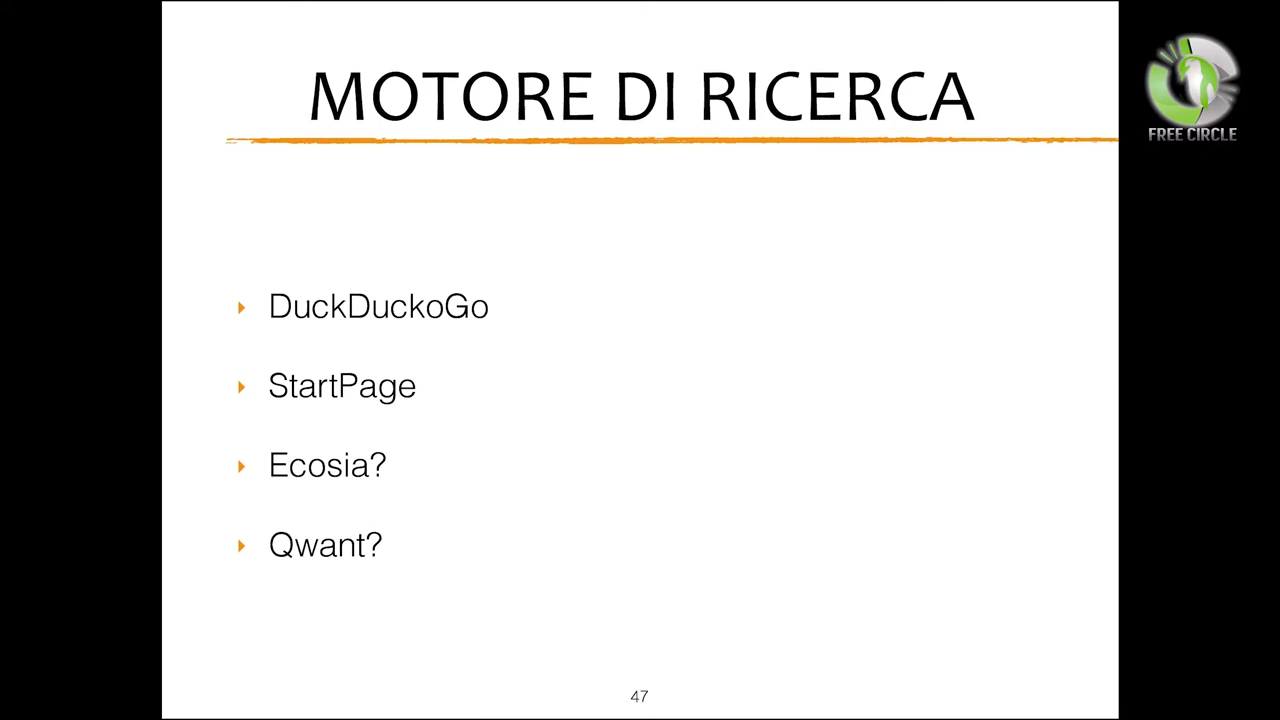 MOTORE DI RICERCA
FREE CIRCLE
DuckDuckoGo
StartPage
Ecosia?
Qwant?
47